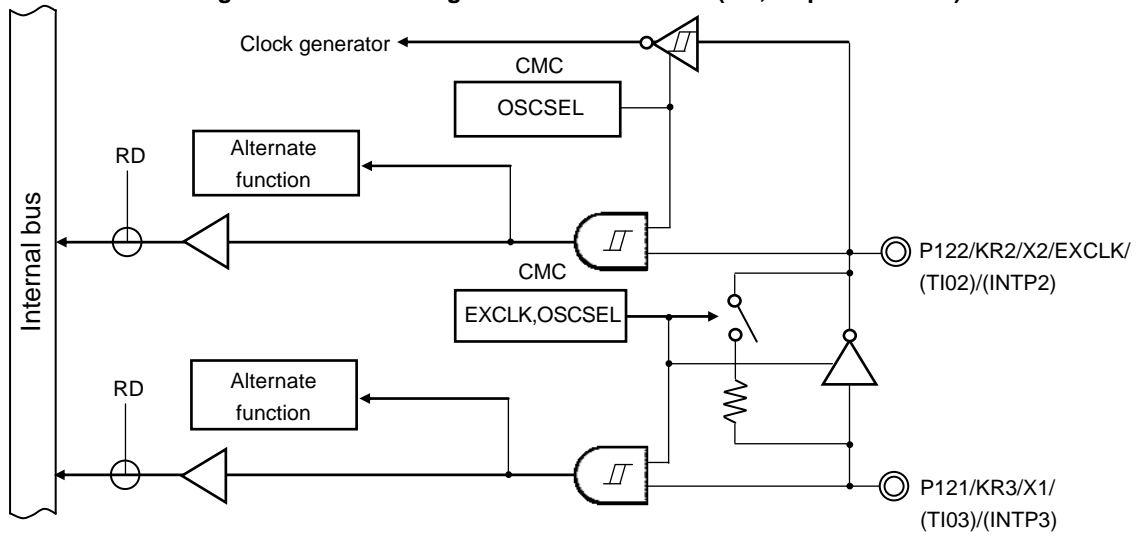 Clock generator
CMC
OSCSEL
Alternate
function
RD
Internal bus
P122/KR2/X2/EXCLK/
(TI02)/(INTP2)
CMC
EXCLK,OSCSEL
Alternate
function
RD
P121/KR3/X1/
(TI03)/(INTP3)